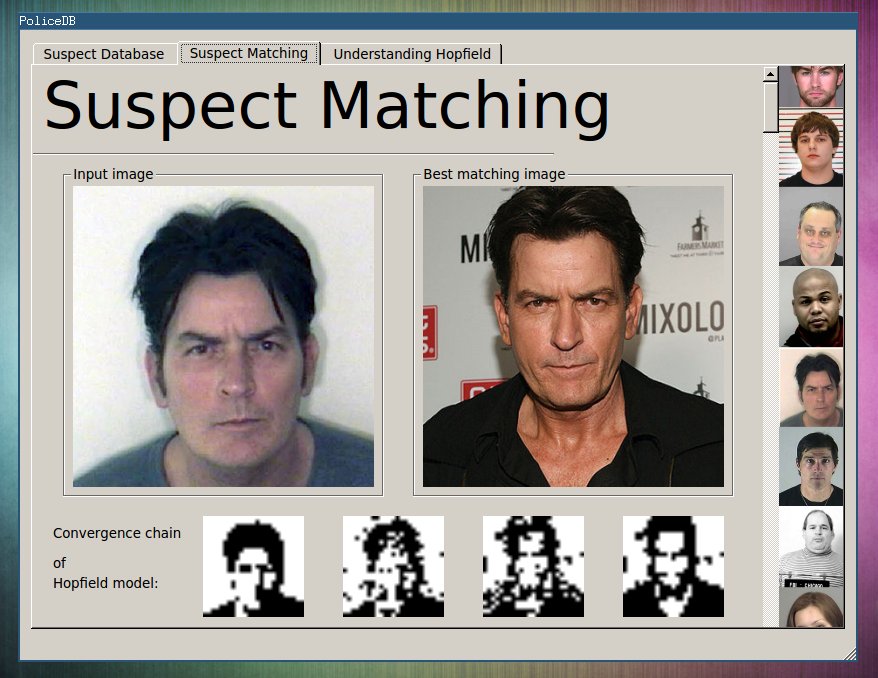 PoliceDB
Suspect Database
Suspect Matching
Understanding Hopfield
Suspect Matching
Input image
Best matching image
FARMERS MARKET
MIXOLO
@PLA
Convergence chain
of
Hopfield model: